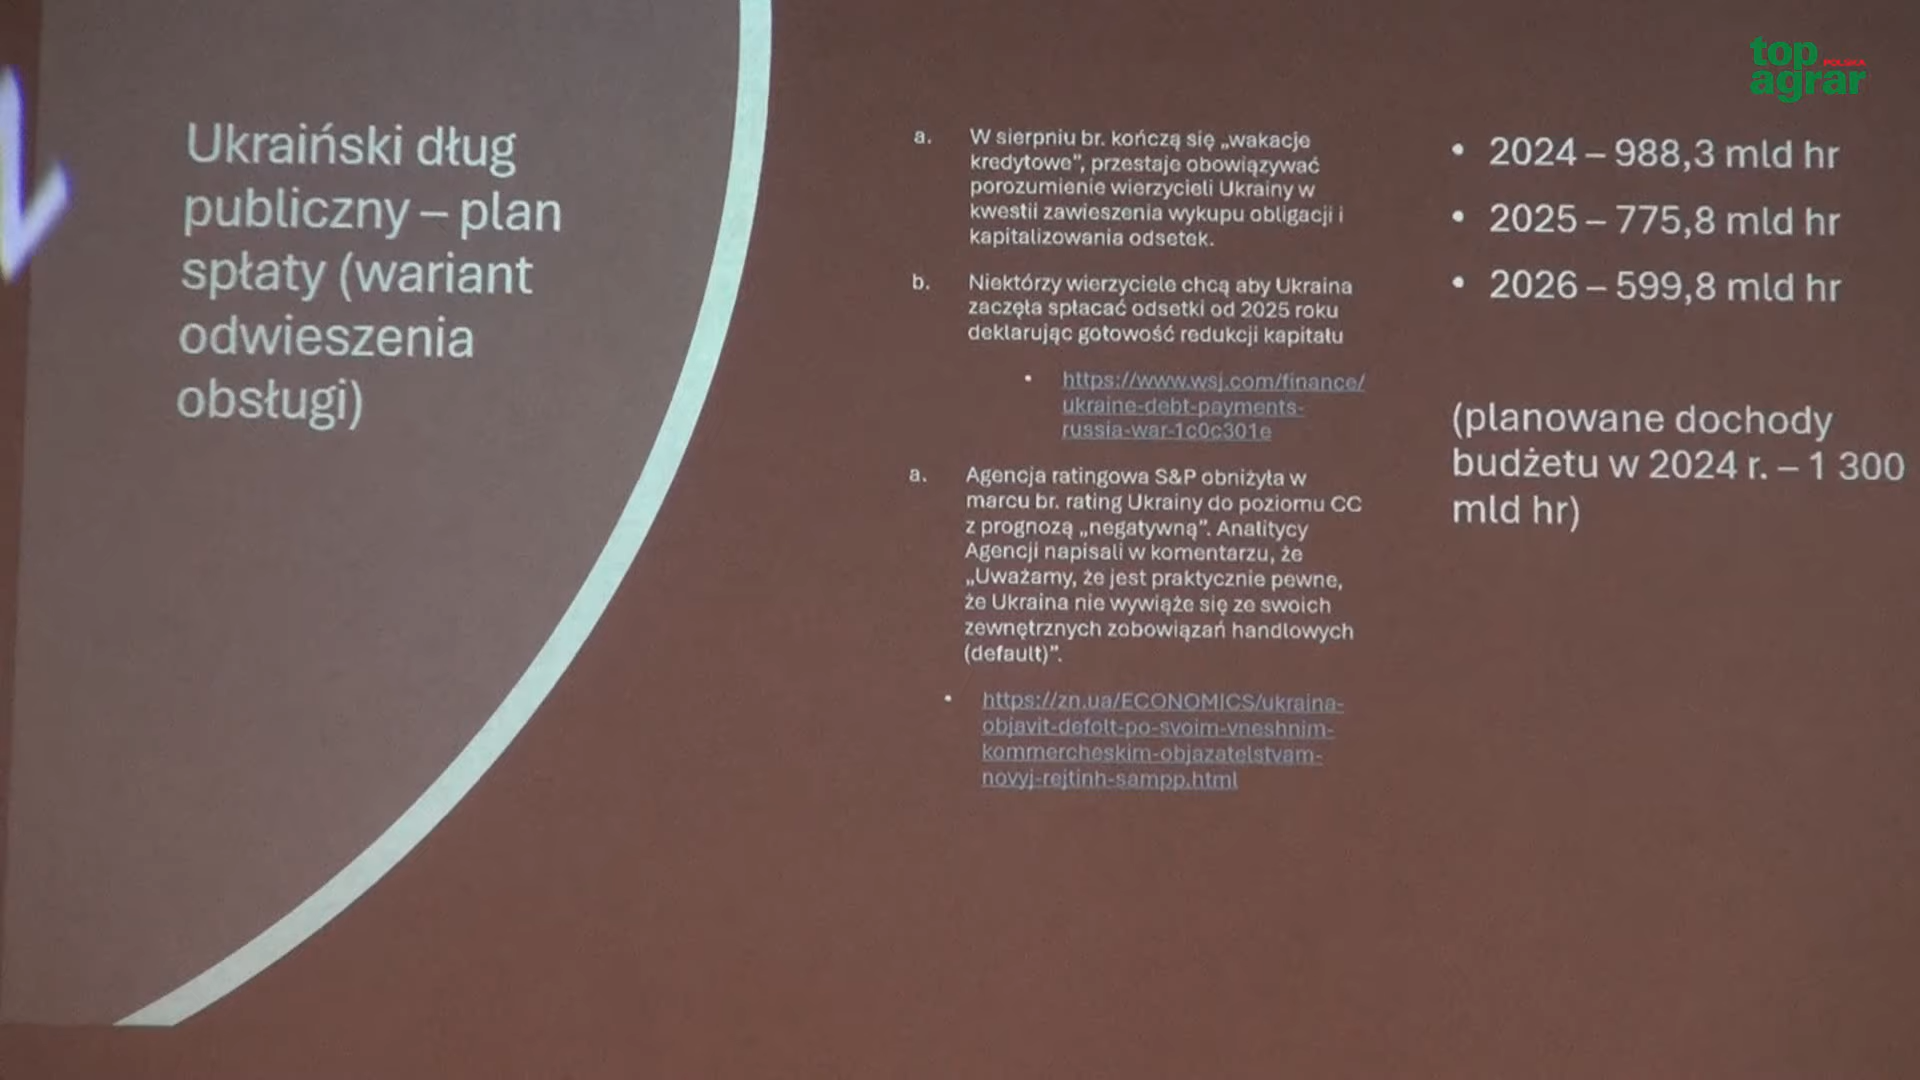 top
POLSKA
agrar
Ukraiński dług
publiczny – plan
spłaty (wariant
odwieszenia
obsługi)
a. W sierpniu br. kończą się „wakacje
kredytowe”, przestaje obowiązywać
porozumienie wierzycieli Ukrainy w
kwestii zawieszenia wykupu obligacji i
kapitalizowania odsetek.
b. Niektórzy wierzyciele chcą aby Ukraina
zaczęła spłacać odsetki od 2025 roku
deklarując gotowość redukcji kapitału
• https://www.wsj.com/finance/
ukraine-debt-payments-
russia-war-1c0c301e
a. Agencja ratingowa S&P obniżyła w
marcu br. rating Ukrainy do poziomu CC
z prognozą „negatywną”. Analitycy
Agencji napisali w komentarzu, że
„Uważamy, że jest praktycznie pewne,
że Ukraina nie wywiąże się ze swoich
zewnętrznych zobowiązań handlowych
(default)”.
• https://zn.ua/ECONOMICS/ukraina-
objavit-defolt-po-svoim-vneshnim-
kommercheskim-objazatelstvam-
novyj-rejtinh-sampp.html
• 2024 – 988,3 mld hr
• 2025 – 775,8 mld hr
• 2026 – 599,8 mld hr
(planowane dochody
budżetu w 2024 r. – 1 300
mld hr)